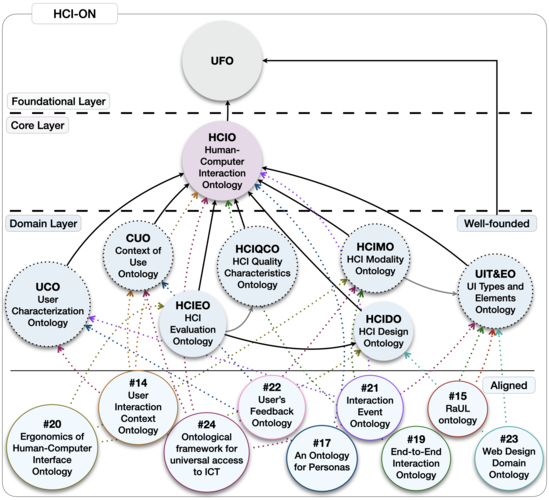 HCI-ON
UFO
Foundational Layer
Core Layer
HCIO
Human-
Computer
Interaction
Ontology
Domain Layer
Well-founded
CUO
Context of
Use
Ontology
HCIQCO
HCI Quality
Characteristics
Ontology
HCIMO
HCI Modality
Ontology
UIT&EO
UI Types and
Elements
Ontology
UCO
User
Characterization
Ontology
HCIEO
HCI
Evaluation
Ontology
HCIDO
HCI Design
Ontology
Aligned
#14
User
Interaction
Context
Ontology
#22
User's
Feedback
Ontology
#21
Interaction
Event
Ontology
#15
RaUL
ontology
#20
Ergonomics of
Human-Computer
Interface
Ontology
#24
Ontological
framework for
universal access
to ICT
#17
An Ontology
for Personas
#19
End-to-End
Interaction
Ontology
#23
Web Design
Domain
Ontology